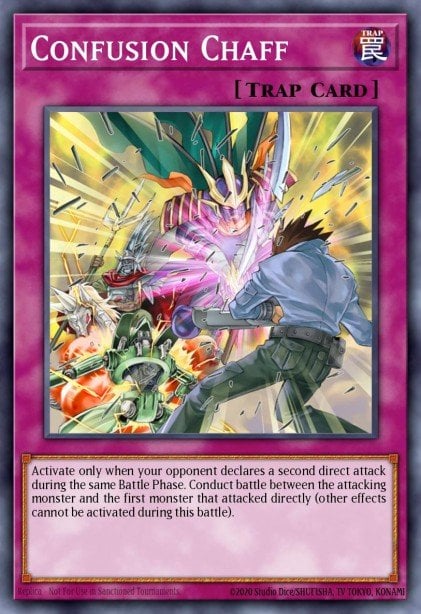 Confusion Chaff
TRAP
罠
[Trap Card]
Activate only when your opponent declares a second direct attack
during the same Battle Phase. Conduct battle between the attacking
monster and the first monster that attacked directly (other effects
cannot be activated during this battle).
Replica - Not For Use in Sanctioned Tournaments
©2020 Studio Dice/SHUEISHA, TV TOKYO, KONAMI